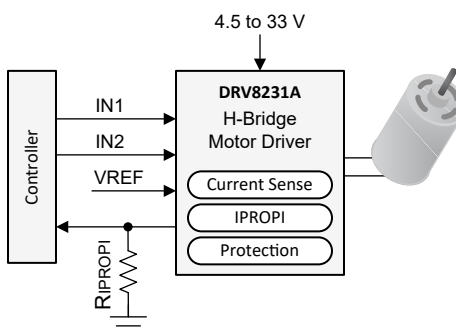 4.5 to 33 V
DRV8231A
H-Bridge
Motor Driver
Controller
IN1
IN2
VREF
Current Sense
IPROPI
Protection
RIPROPI